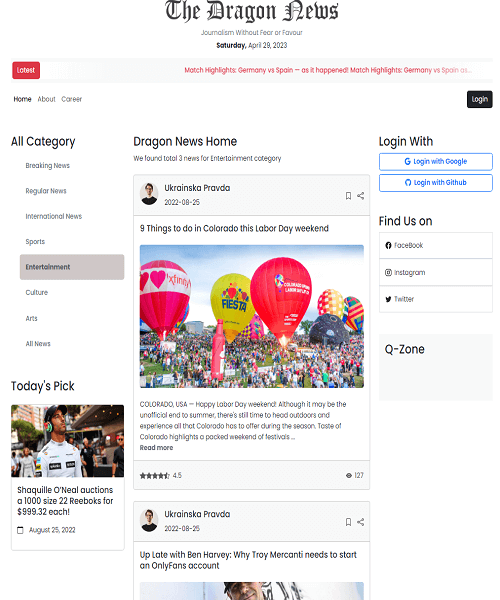 The Dragon News
Journalism Without Fear or Favour
Saturday, April 29, 2023
Latest
Match Highlights: Germany vs Spain — as it happened! Match Highlights: Germany vs Spain as...
Home About Career
Login
All Category
Breaking News
Regular News
International News
Sports
Entertainment
Culture
Arts
All News
Today's Pick
Shaquille O'Neal auctions
a 1000 size 22 Reeboks for
$999.32 each!
August 25, 2022
Dragon News Home
We found total 3 news for Entertainment category
Ukrainska Pravda
2022-08-25
9 Things to do in Colorado this Labor Day weekend
xfinity
FIESTA
COLORADO, USA — Happy Labor Day weekend! Although it may be the
unofficial end to summer, there's still time to head outdoors and
experience all that Colorado has to offer during the season. Taste of
Colorado highlights a packed weekend of festivals ...
Read more
4.5
127
Ukrainska Pravda
2022-08-25
Up Late with Ben Harvey: Why Troy Mercanti needs to start
an OnlyFans account
Login With
Login with Google
Login with Github
Find Us on
FaceBook
Instagram
Twitter
Q-Zone